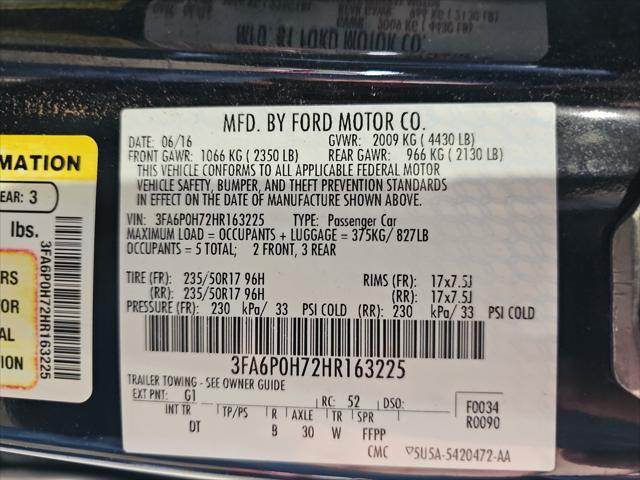 MFD. BY FORD MOTOR CO.
DATE: 06/16 GVWR: 2009 KG ( 4430 LB)
FRONT GAWR: 1066 KG ( 2350 LB) REAR GAWR: 966 KG ( 2130 LB)
THIS VEHICLE CONFORMS TO ALL APPLICABLE FEDERAL MOTOR
VEHICLE SAFETY, BUMPER, AND THEFT PREVENTION STANDARDS
IN EFFECT ON THE DATE OF MANUFACTURE SHOWN ABOVE.
VIN: 3FA6P0H72HR163225 TYPE: Passenger Car
MAXIMUM LOAD = OCCUPANTS + LUGGAGE = 375KG/ 827LB
OCCUPANTS = 5 TOTAL; 2 FRONT, 3 REAR
TIRE (FR): 235/50R17 96H RIMS (FR): 17x7.5J
(RR): 235/50R17 96H (RR): 17x7.5J
PRESSURE (FR): 230 kPa/ 33 PSI COLD (RR): 230 kPa/ 33 PSI COLD
3FA6P0H72HR163225
TRAILER TOWING - SEE OWNER GUIDE
EXT PNT: G1 RC: 52 DSO: F0034
INT TR TP/PS R AXLE TR SPR R0090
DT B 30 W FFPP
CMC 5U5A-5420472-AA
RMATION
EAR: 3
lbs.
ERS
OR
AL
TION
3FA6P0H72HR163225